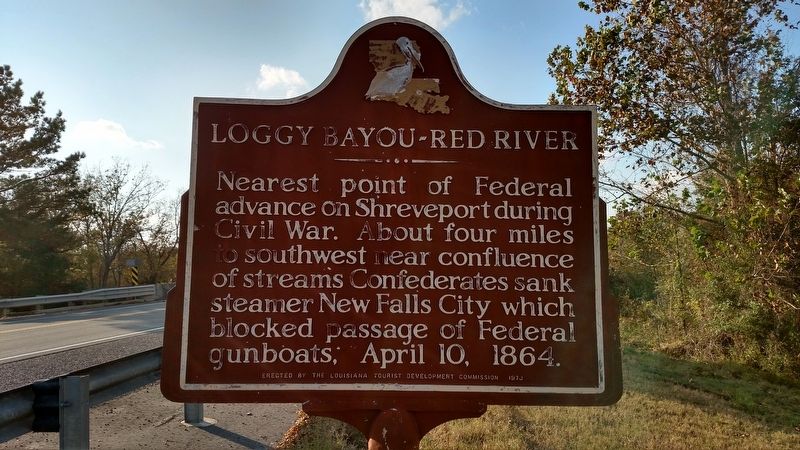 LOGGY BAYOU-RED RIVER
Nearest point of Federal
advance on Shreveport during
Civil War. About four miles
to southwest near confluence
of streams Confederates sank
steamer New Falls City which
blocked passage of Federal
gunboats, April 10, 1864.
ERECTED BY THE LOUISIANA TOURIST DEVELOPMENT COMMISSION